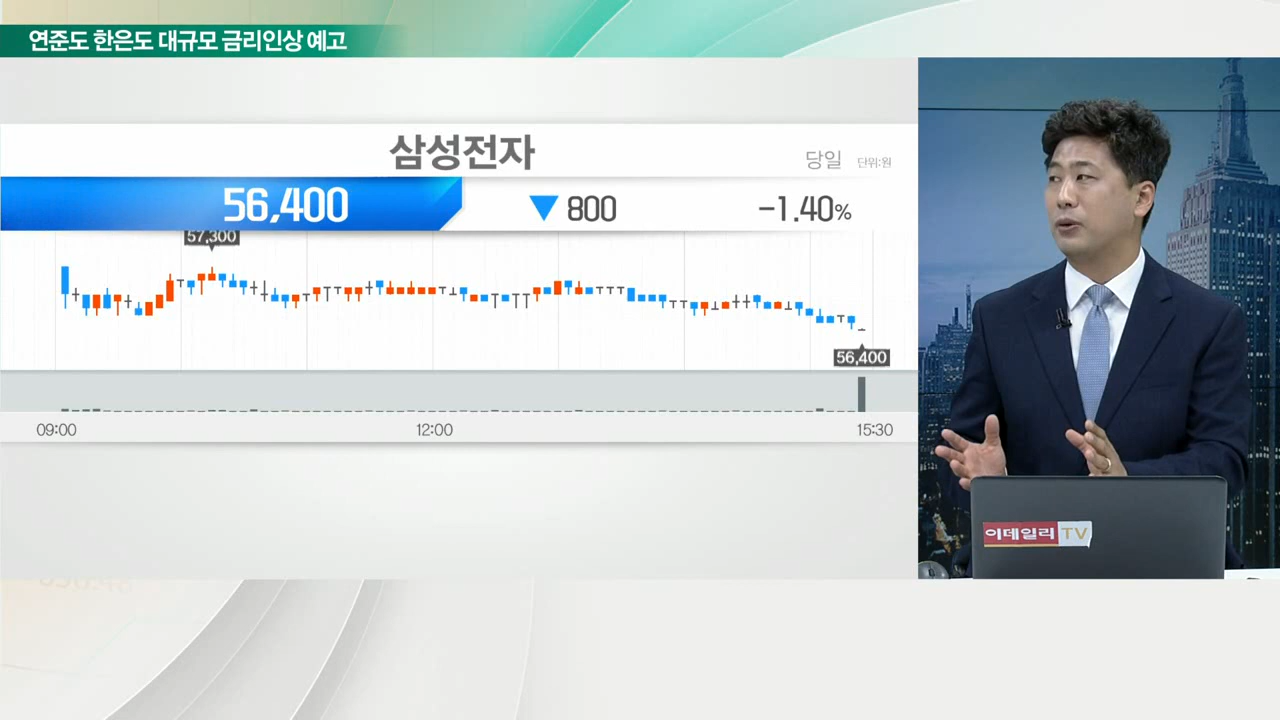 연준도 한은도 대규모 금리인상 예고
삼성전자
당일 단위:원
56,400 ▼ 800 -1.40%
57,300
56,400
09:00 12:00 15:30
이데일리 TV